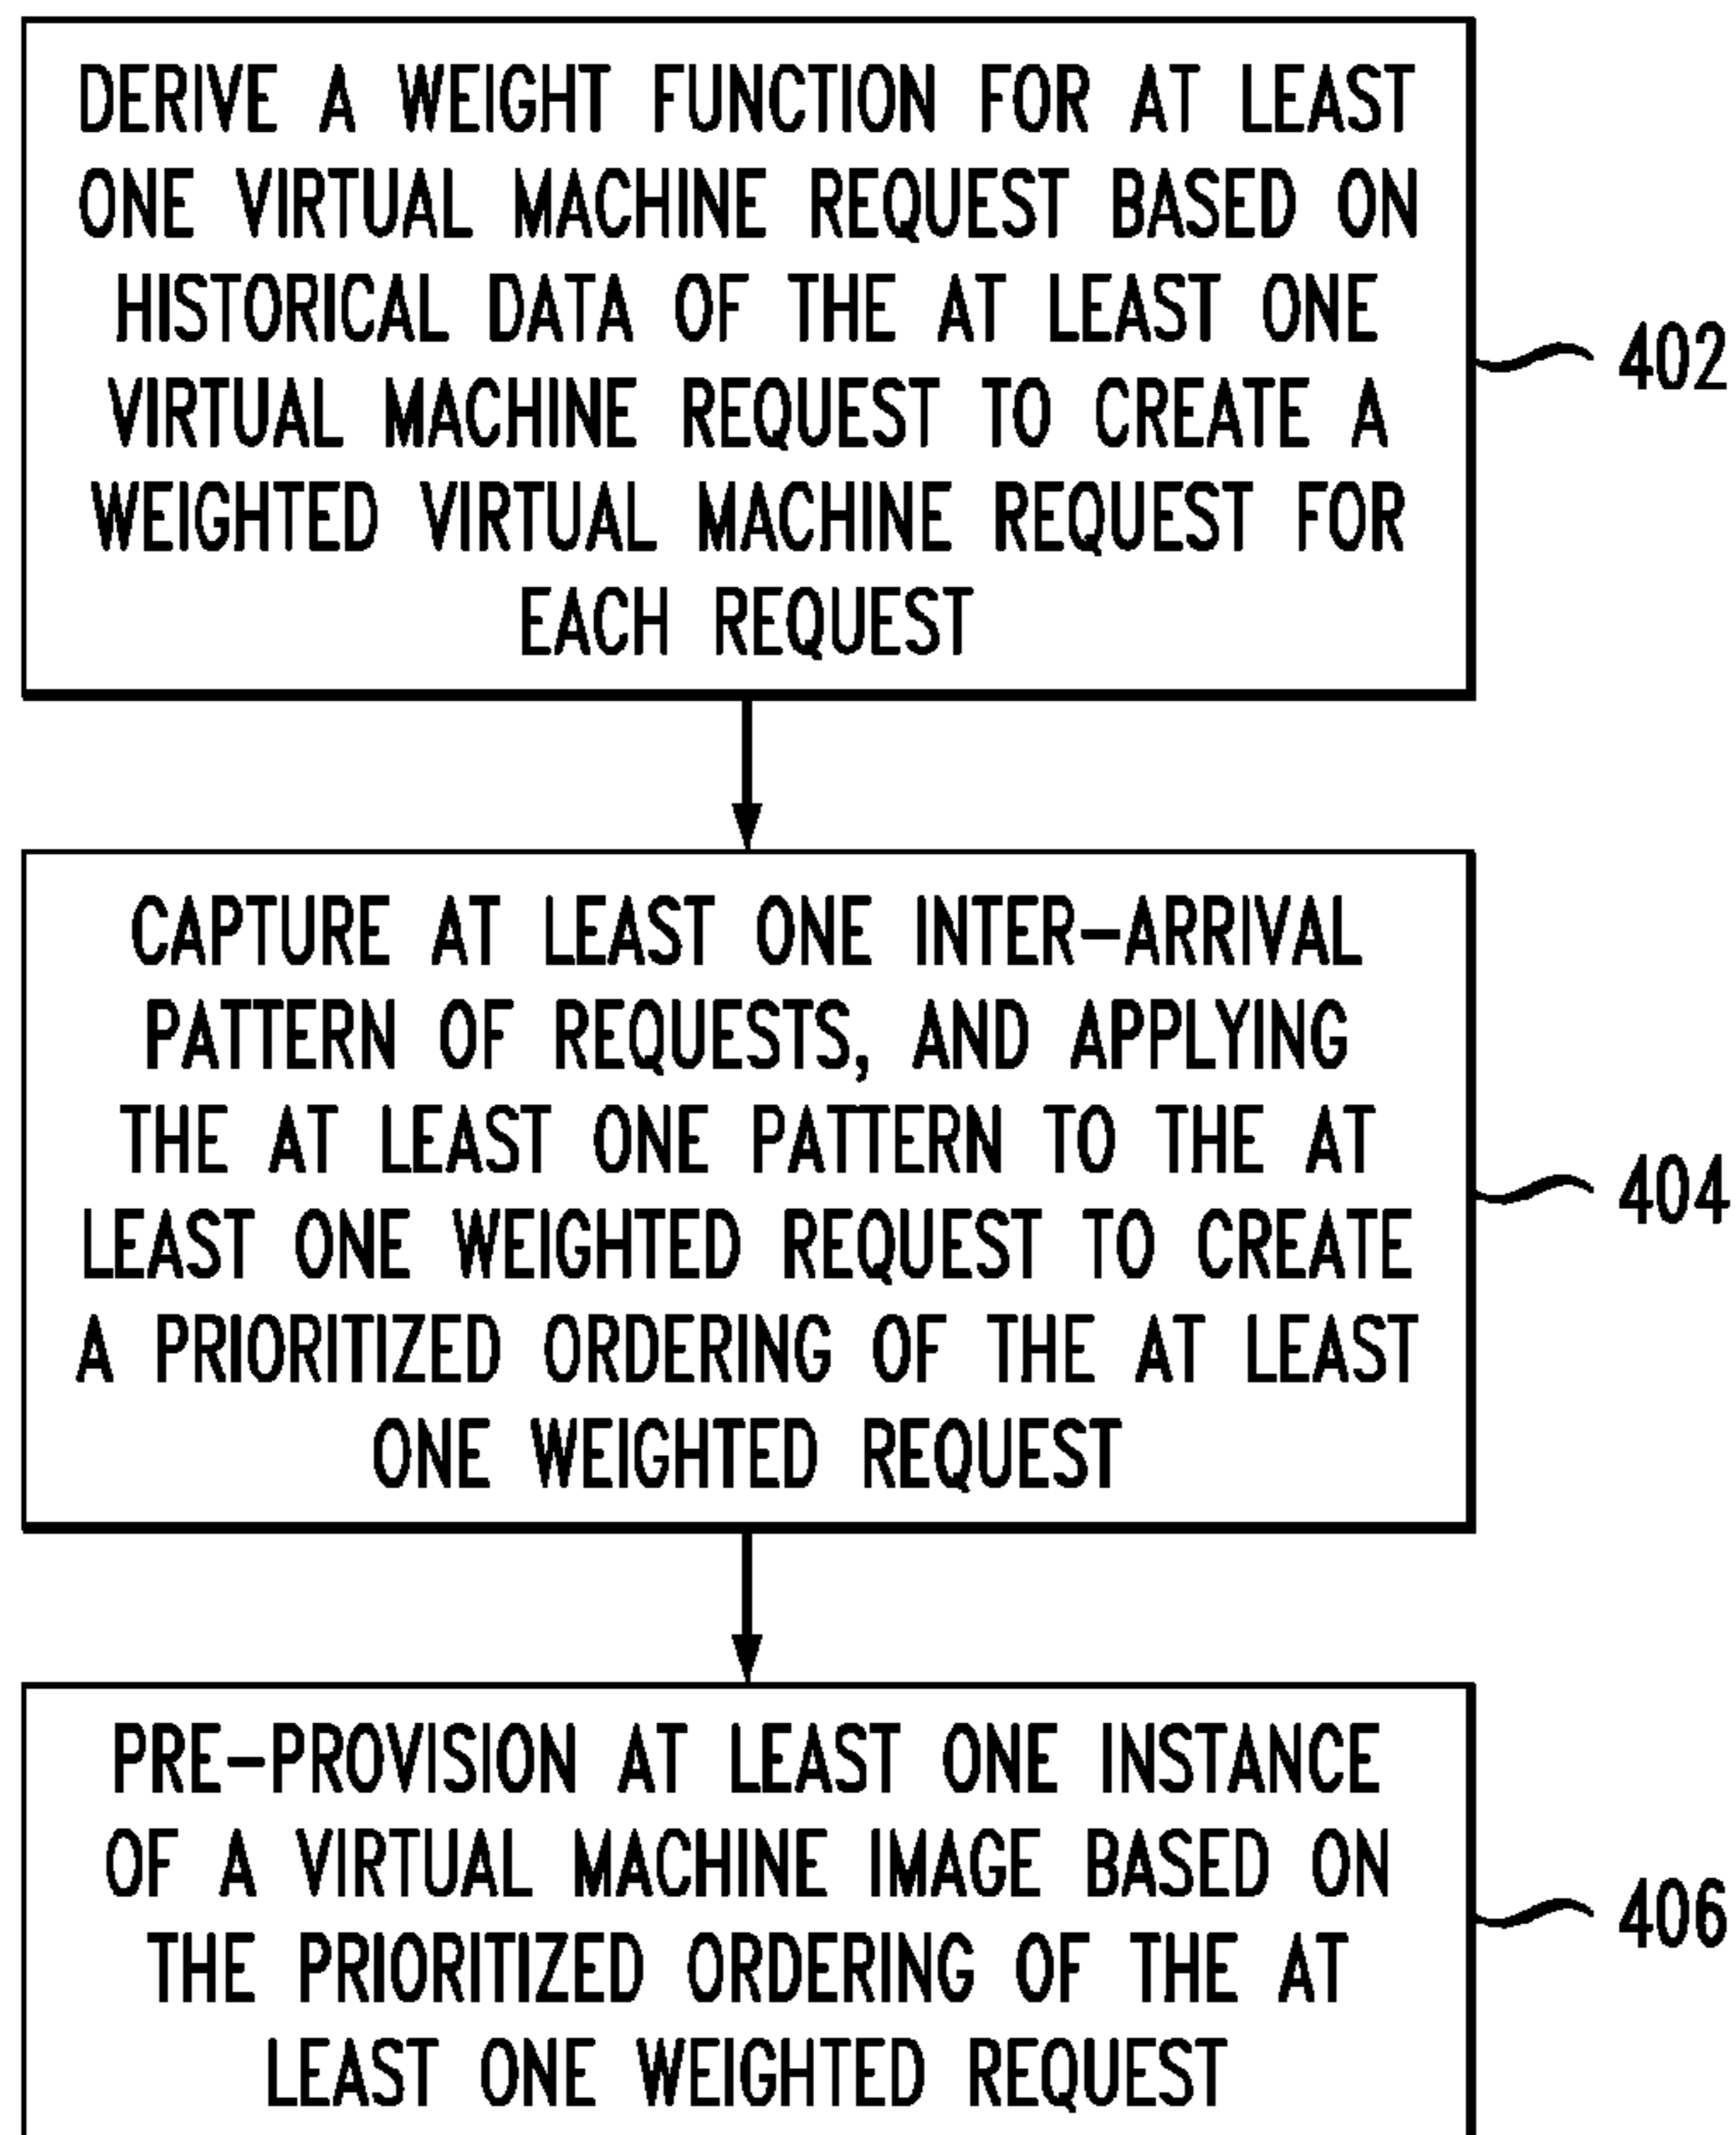 DERIVE A WEIGHT FUNCTION FOR AT LEAST
ONE VIRTUAL MACHINE REQUEST BASED ON
HISTORICAL DATA OF THE AT LEAST ONE
VIRTUAL MACHINE REQUEST TO CREATE A
WEIGHTED VIRTUAL MACHINE REQUEST FOR
EACH REQUEST
402
CAPTURE AT LEAST ONE INTER-ARRIVAL
PATTERN OF REQUESTS, AND APPLYING
THE AT LEAST ONE PATTERN TO THE AT
LEAST ONE WEIGHTED REQUEST TO CREATE
A PRIORITIZED ORDERING OF THE AT LEAST
ONE WEIGHTED REQUEST
404
PRE-PROVISION AT LEAST ONE INSTANCE
OF A VIRTUAL MACHINE IMAGE BASED ON
THE PRIORITIZED ORDERING OF THE AT
LEAST ONE WEIGHTED REQUEST
406